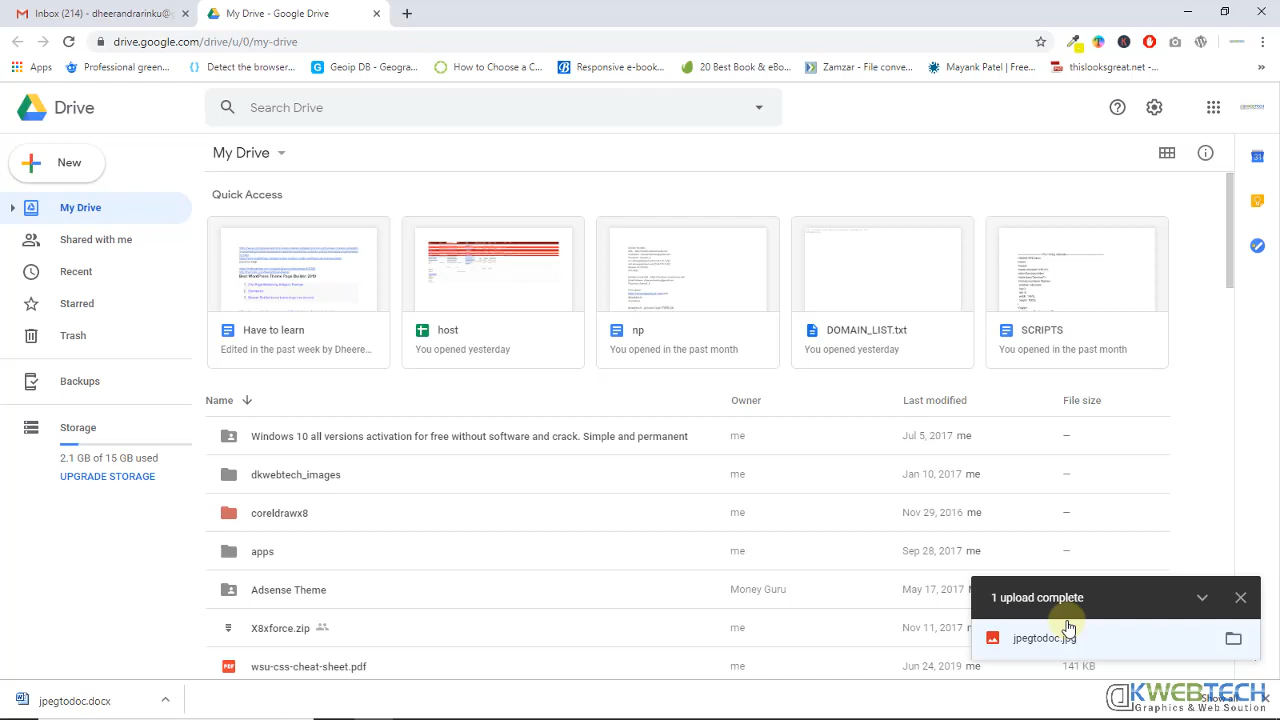 Inbox (214) - dheerandranku@g
My Drive - Google Drive
drive.google.com/drive/u/0/my-drive
Apps
Professional green...
Detect the browser...
Geoip DB - Geogra...
How to Choose a C...
Responsive e-book...
20 Best Book & eBo...
Zamzar - File conve...
Mayank Patel | Free...
thislooksgreat.net -...
»
Drive
Search Drive
New
My Drive
My Drive
Shared with me
Recent
Starred
Trash
Backups
Storage
2.1 GB of 15 GB used
UPGRADE STORAGE
Quick Access
Have to learn
Edited in the past week by Dheere...
host
You opened yesterday
np
You opened in the past month
DOMAIN_LIST.txt
You opened yesterday
SCRIPTS
You opened in the past month
Name Owner Last modified File size
Windows 10 all versions activation for free without software and crack. Simple and permanent me Jul 5, 2017 me —
dkwebtech_images me Jan 10, 2017 me —
coreldrawx8 me Nov 29, 2016 me —
apps me Sep 28, 2017 me —
Adsense Theme Money Guru May 17, 2017
X8xforce.zip me Nov 11, 2017
wsu-css-cheat-sheet.pdf me Jun 24, 2019 me 141 KB
1 upload complete
jpegtodoc.jpg
jpegtodoc.docx
Show all
DKWEBTECH
Graphics & Web Soution